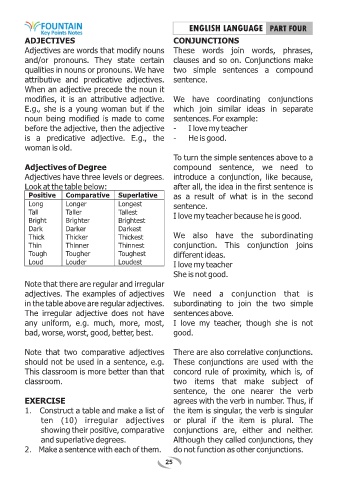 FOUNTAIN
Key Points Notes
ENGLISH LANGUAGE PART FOUR
ADJECTIVES
Adjectives are words that modify nouns
and/or pronouns. They state certain
qualities in nouns or pronouns. We have
attributive and predicative adjectives.
When an adjective precede the noun it
modifies, it is an attributive adjective.
E.g., she is a young woman but if the
noun being modified is made to come
before the adjective, then the adjective
is a predicative adjective. E.g., the
woman is old.
Adjectives of Degree
Adjectives have three levels or degrees.
Look at the table below:
Positive Comparative Superlative
Long Longer Longest
Tall Taller Tallest
Bright Brighter Brightest
Dark Darker Darkest
Thick Thicker Thickest
Thin Thinner Thinnest
Tough Tougher Toughest
Loud Louder Loudest
Note that there are regular and irregular
adjectives. The examples of adjectives
in the table above are regular adjectives.
The irregular adjective does not have
any uniform, e.g. much, more, most,
bad, worse, worst, good, better, best.
Note that two comparative adjectives
should not be used in a sentence, e.g.
This classroom is more better than that
classroom.
EXERCISE
1. Construct a table and make a list of
ten (10) irregular adjectives
showing their positive, comparative
and superlative degrees.
2. Make a sentence with each of them.
CONJUNCTIONS
These words join words, phrases,
clauses and so on. Conjunctions make
two simple sentences a compound
sentence.
We have coordinating conjunctions
which join similar ideas in separate
sentences. For example:
- I love my teacher
- He is good.
To turn the simple sentences above to a
compound sentence, we need to
introduce a conjunction, like because,
after all, the idea in the first sentence is
as a result of what is in the second
sentence.
I love my teacher because he is good.
We also have the subordinating
conjunction. This conjunction joins
different ideas.
I love my teacher
She is not good.
We need a conjunction that is
subordinating to join the two simple
sentences above.
I love my teacher, though she is not
good.
There are also correlative conjunctions.
These conjunctions are used with the
concord rule of proximity, which is, of
two items that make subject of
sentence, the one nearer the verb
agrees with the verb in number. Thus, if
the item is singular, the verb is singular
or plural if the item is plural. The
conjunctions are, either and neither.
Although they called conjunctions, they
do not function as other conjunctions.
25